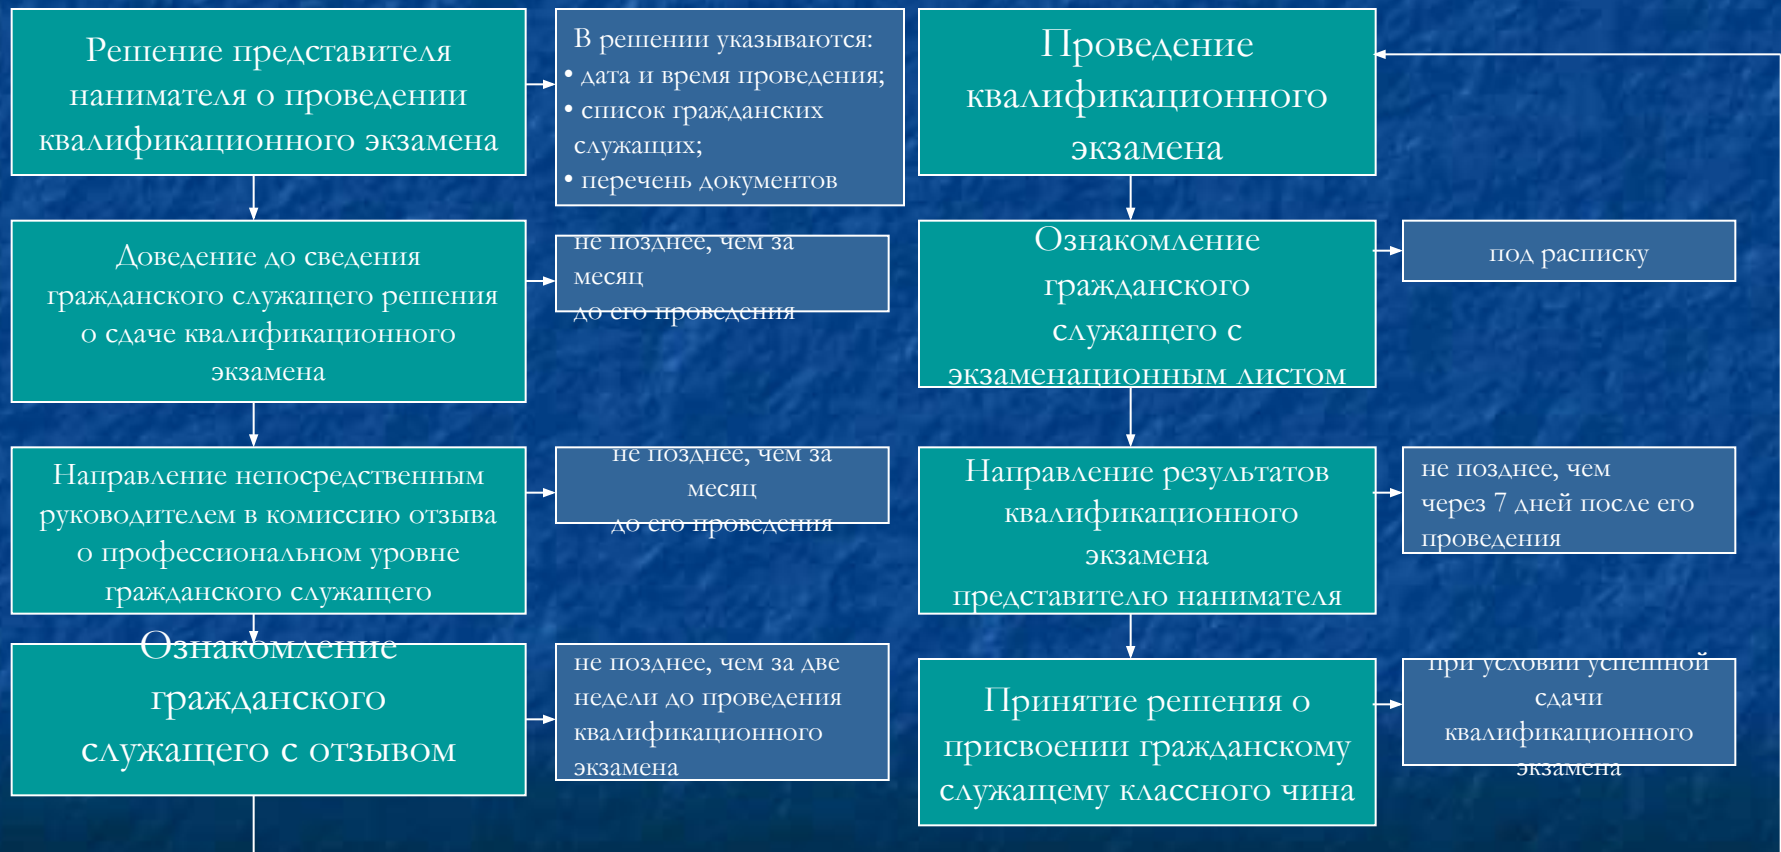 Решение представителя
нанимателя о проведении
квалификационного экзамена
В решении указываются:
• дата и время проведения;
• список гражданских
служащих;
• перечень документов
Доведение до сведения
гражданского служащего решения
о сдаче квалификационного
экзамена
не позднее, чем за
месяц
до его проведения
Направление непосредственным
руководителем в комиссию отзыва
о профессиональном уровне
гражданского служащего
не позднее, чем за
месяц
до его проведения
Ознакомление
гражданского
служащего с отзывом
не позднее, чем за две
недели до проведения
квалификационного
экзамена
Проведение
квалификационного
экзамена
Ознакомление
гражданского
служащего с
экзаменационным листом
под расписку
Направление результатов
квалификационного
экзамена
представителю нанимателя
не позднее, чем
через 7 дней после его
проведения
Принятие решения о
присвоении гражданскому
служащему классного чина
при условии успешной
сдачи
квалификационного
экзамена